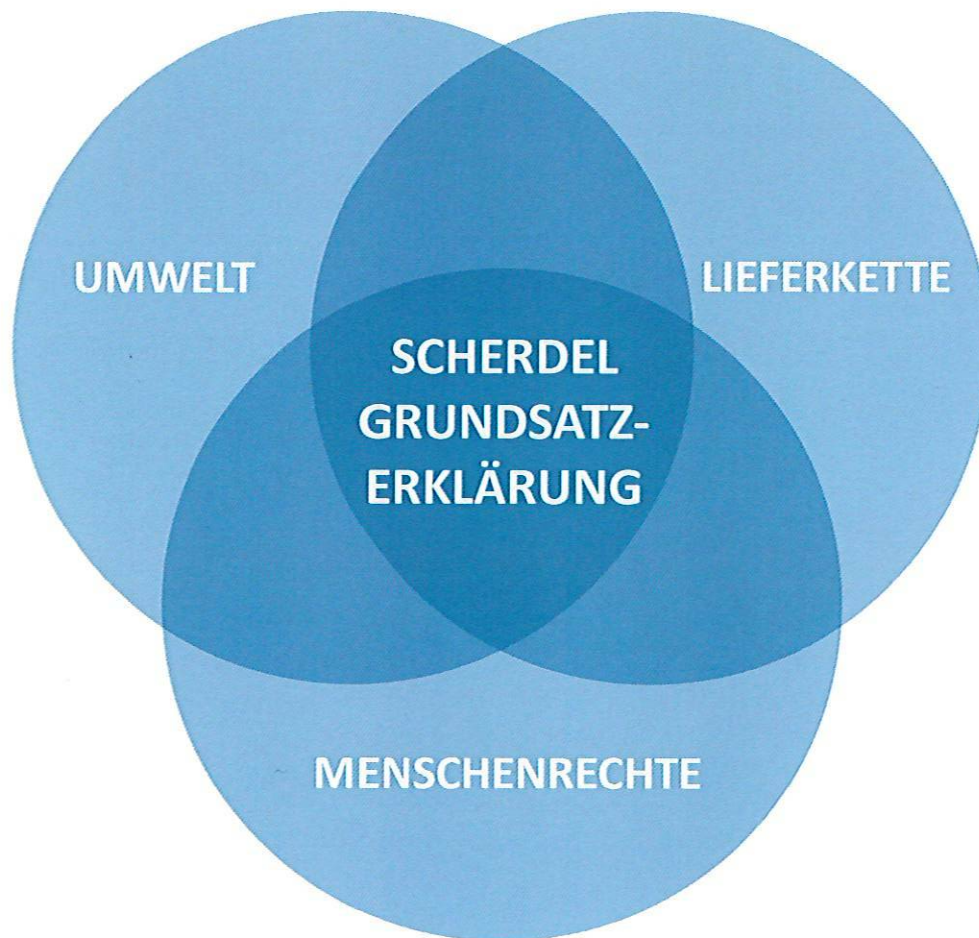 UMWELT
LIEFERKETTE
SCHERDEL
GRUNDSATZ-
ERKLÄRUNG
MENSCHENRECHTE